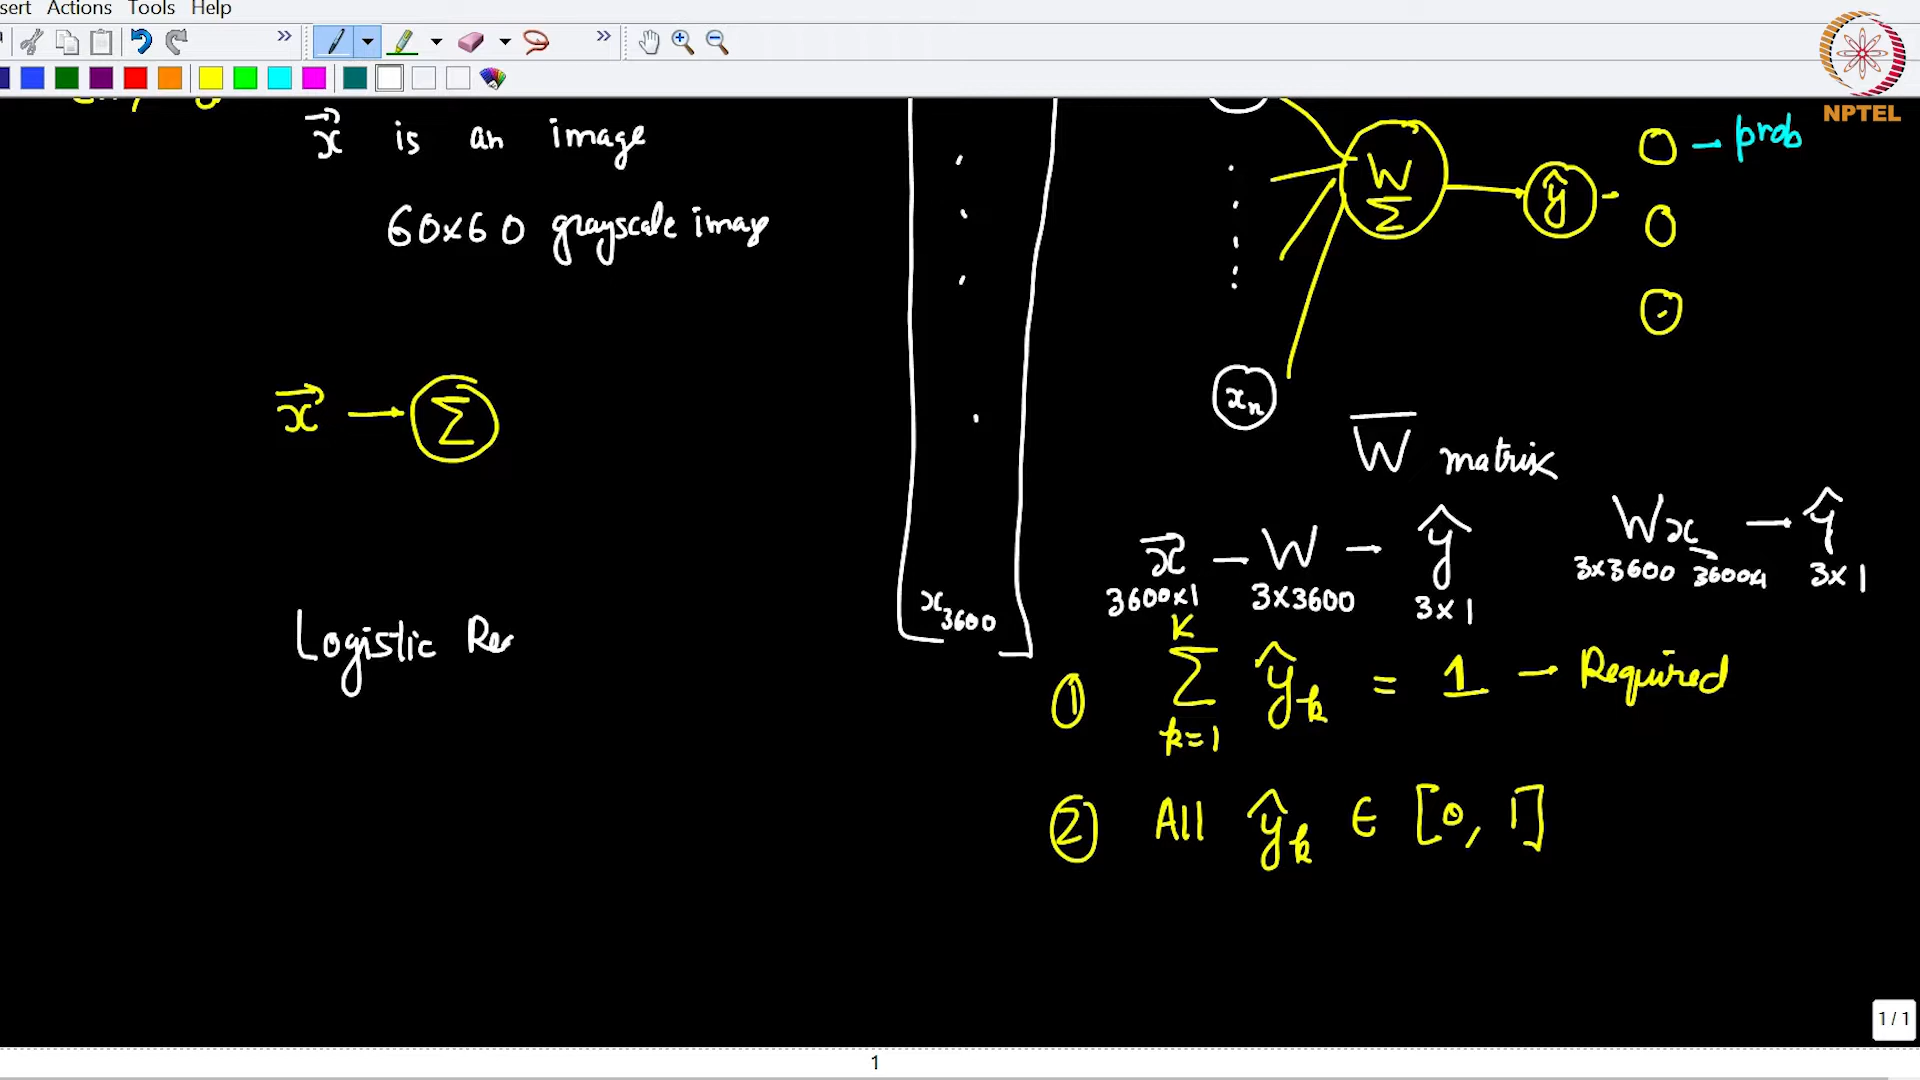 sert Actions Tools Help
NPTEL
x⃗ is an image
60x60 grayscale imag
x⃗ → Σ
Logistic Re
x
3600
W
Σ
ŷ
prob
xn
W̄ matrix
x⃗ - W - ŷ
3600x1 3x3600 3x1
Wx - ŷ
3x3600 3600x1 3x1
① K Σ k=1 ŷk = 1 - Required
② All ŷk ∈ [0, 1]
1 / 1
1